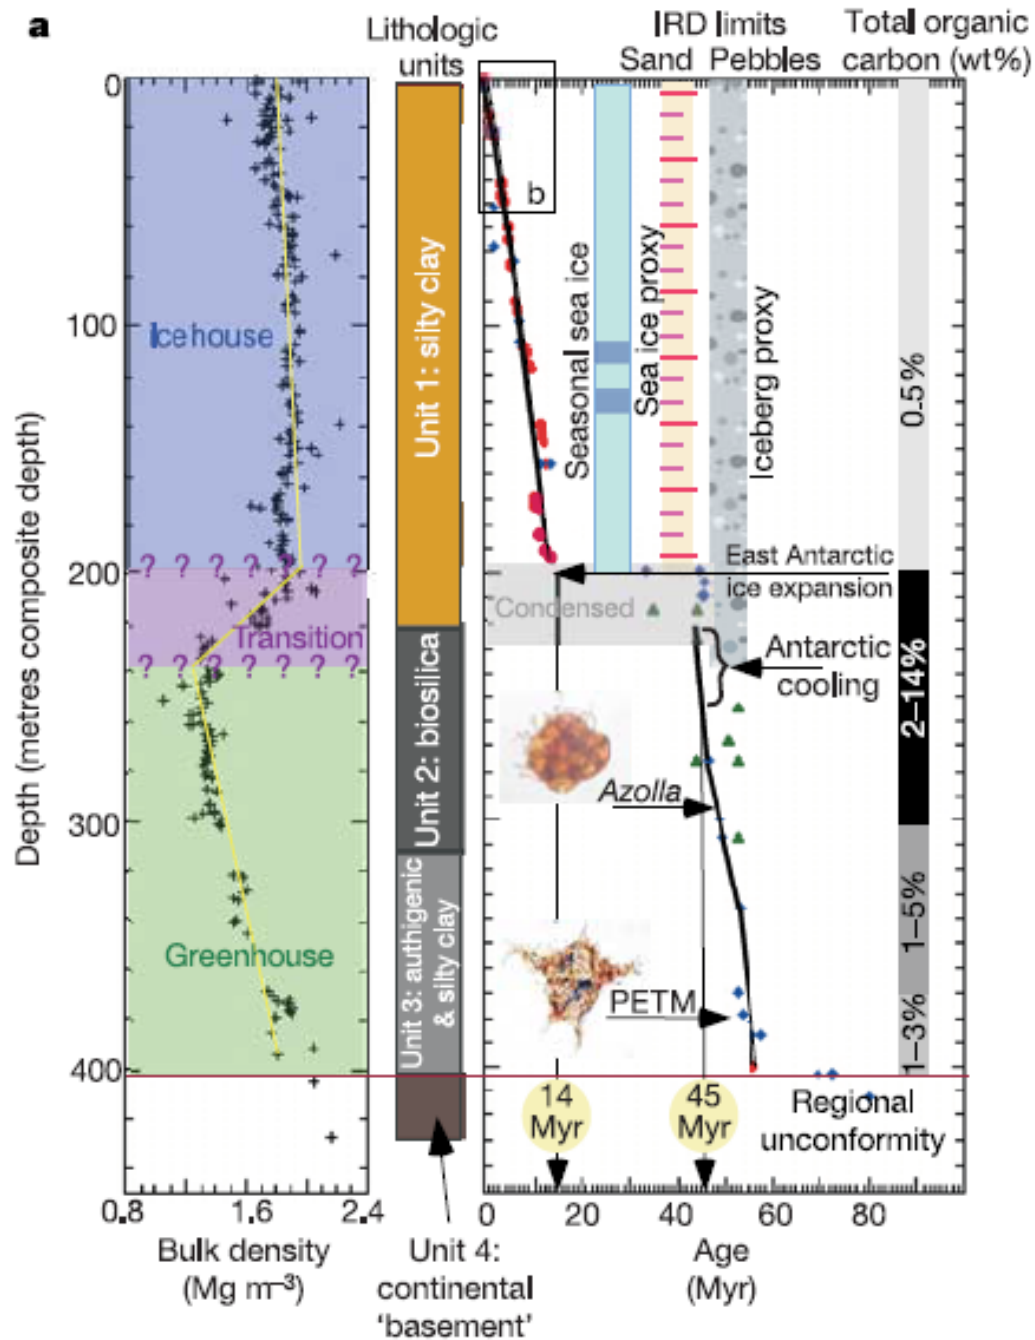 a
Lithologic
units
IRD limits
Sand Pebbles
Total organic
carbon (wt%)
0
100
200
300
400
Depth (metres composite depth)
Icehouse
? ? ? ? ? ? ?
Transition
? ? ? ? ? ? ?
Greenhouse
0.8 1.6 2.4
Bulk density
(Mg m–3)
Unit 1: silty clay
Unit 2: biosilica
Unit 3: authigenic
& silty clay
Unit 4:
continental
'basement'
b
Seasonal sea ice
Sea ice proxy
Iceberg proxy
East Antarctic
ice expansion
Condensed
Antarctic
cooling
Azolla
PETM
14
Myr
45
Myr
Regional
unconformity
0 20 40 60 80
Age
(Myr)
0.5%
2–14%
1–5%
1–3%